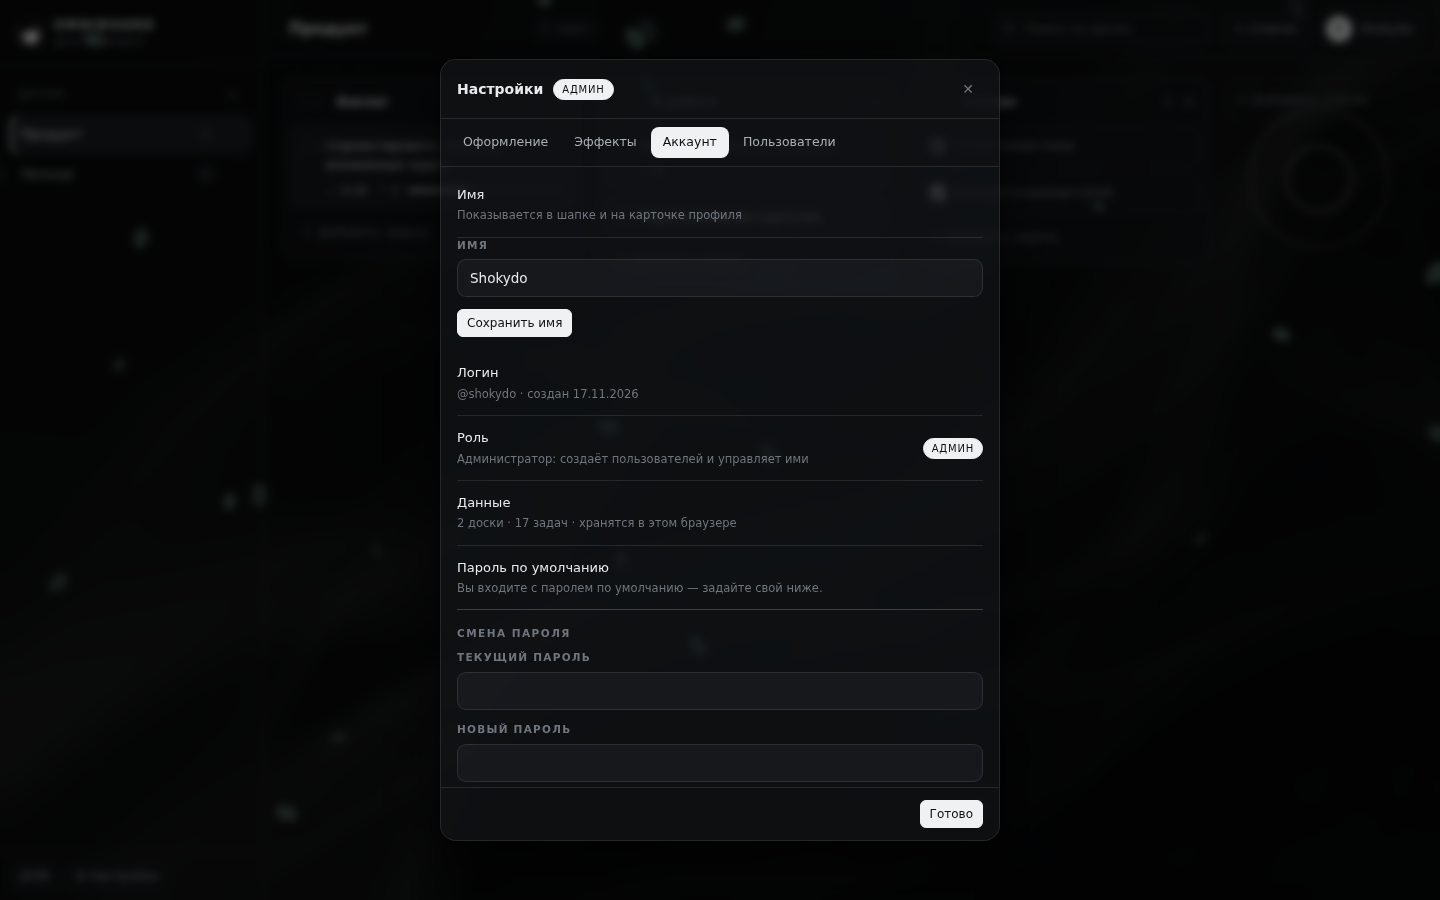 Продукт
Настройки
АДМИН
✕
Оформление
Эффекты
Аккаунт
Пользователи
Имя
Показывается в шапке и на карточке профиля
ИМЯ
Shokydo
Сохранить имя
Логин
@shokydo · создан 17.11.2026
Роль
Администратор: создаёт пользователей и управляет ими
АДМИН
Данные
2 доски · 17 задач · хранятся в этом браузере
Пароль по умолчанию
Вы входите с паролем по умолчанию — задайте свой ниже.
СМЕНА ПАРОЛЯ
ТЕКУЩИЙ ПАРОЛЬ
НОВЫЙ ПАРОЛЬ
Готово